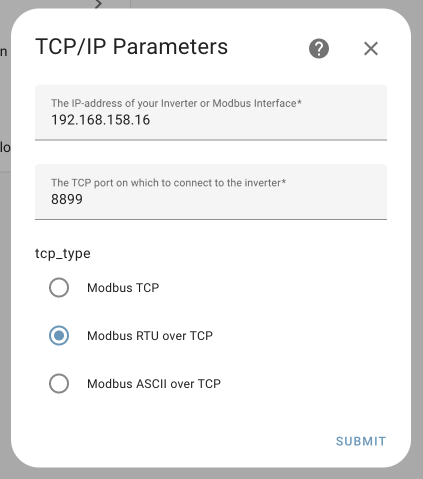 TCP/IP Parameters
The IP-address of your Inverter or Modbus Interface*
192.168.158.16
The TCP port on which to connect to the inverter*
8899
tcp_type
Modbus TCP
Modbus RTU over TCP
Modbus ASCII over TCP
SUBMIT
n
lo